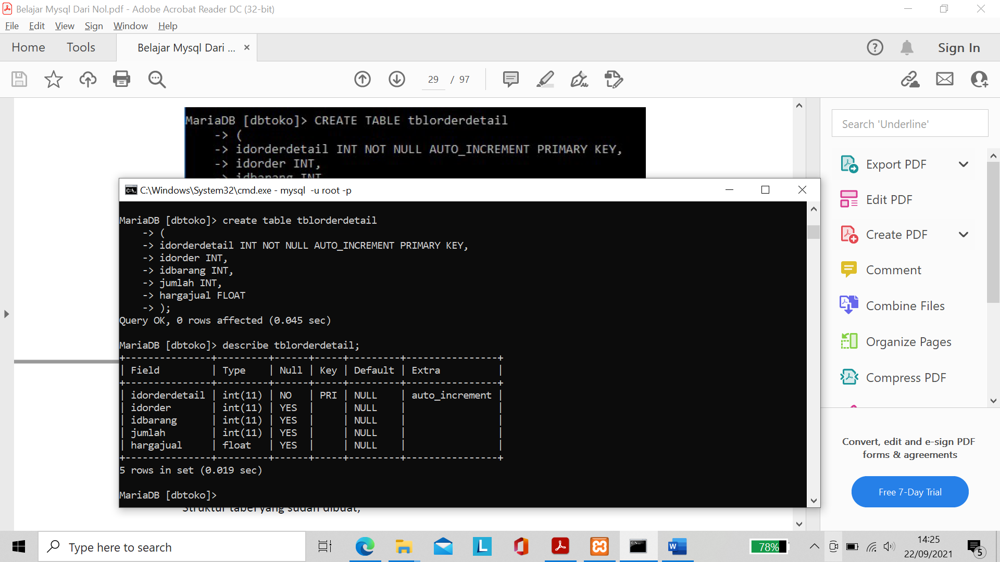 Belajar Mysql Dari Nol.pdf - Adobe Acrobat Reader DC (32-bit)
File Edit View Sign Window Help
Home Tools Belajar Mysql Dari ... × Sign In
29 / 97
MariaDB [dbtoko]> CREATE TABLE tblorderdetail
-> (
-> idorderdetail INT NOT NULL AUTO_INCREMENT PRIMARY KEY,
-> idorder INT,
-> idbarang INT
C:\Windows\System32\cmd.exe - mysql  -u root -p
MariaDB [dbtoko]> create table tblorderdetail
    -> (
    -> idorderdetail INT NOT NULL AUTO_INCREMENT PRIMARY KEY,
    -> idorder INT,
    -> idbarang INT,
    -> jumlah INT,
    -> hargajual FLOAT
    -> );
Query OK, 0 rows affected (0.045 sec)
MariaDB [dbtoko]> describe tblorderdetail;
+---------------+---------+------+-----+---------+----------------+
| Field         | Type    | Null | Key | Default | Extra          |
+---------------+---------+------+-----+---------+----------------+
| idorderdetail | int(11) | NO   | PRI | NULL    | auto_increment |
| idorder       | int(11) | YES  |     | NULL    |                |
| idbarang      | int(11) | YES  |     | NULL    |                |
| jumlah        | int(11) | YES  |     | NULL    |                |
| hargajual     | float   | YES  |     | NULL    |                |
+---------------+---------+------+-----+---------+----------------+
5 rows in set (0.019 sec)
MariaDB [dbtoko]>
Struktur tabel yang sudah dibuat,
Search 'Underline'
Export PDF
Edit PDF
Create PDF
Comment
Combine Files
Organize Pages
Compress PDF
Convert, edit and e-sign PDF
forms & agreements
Free 7-Day Trial
Type here to search
L
W
78%
14:25
22/09/2021
5